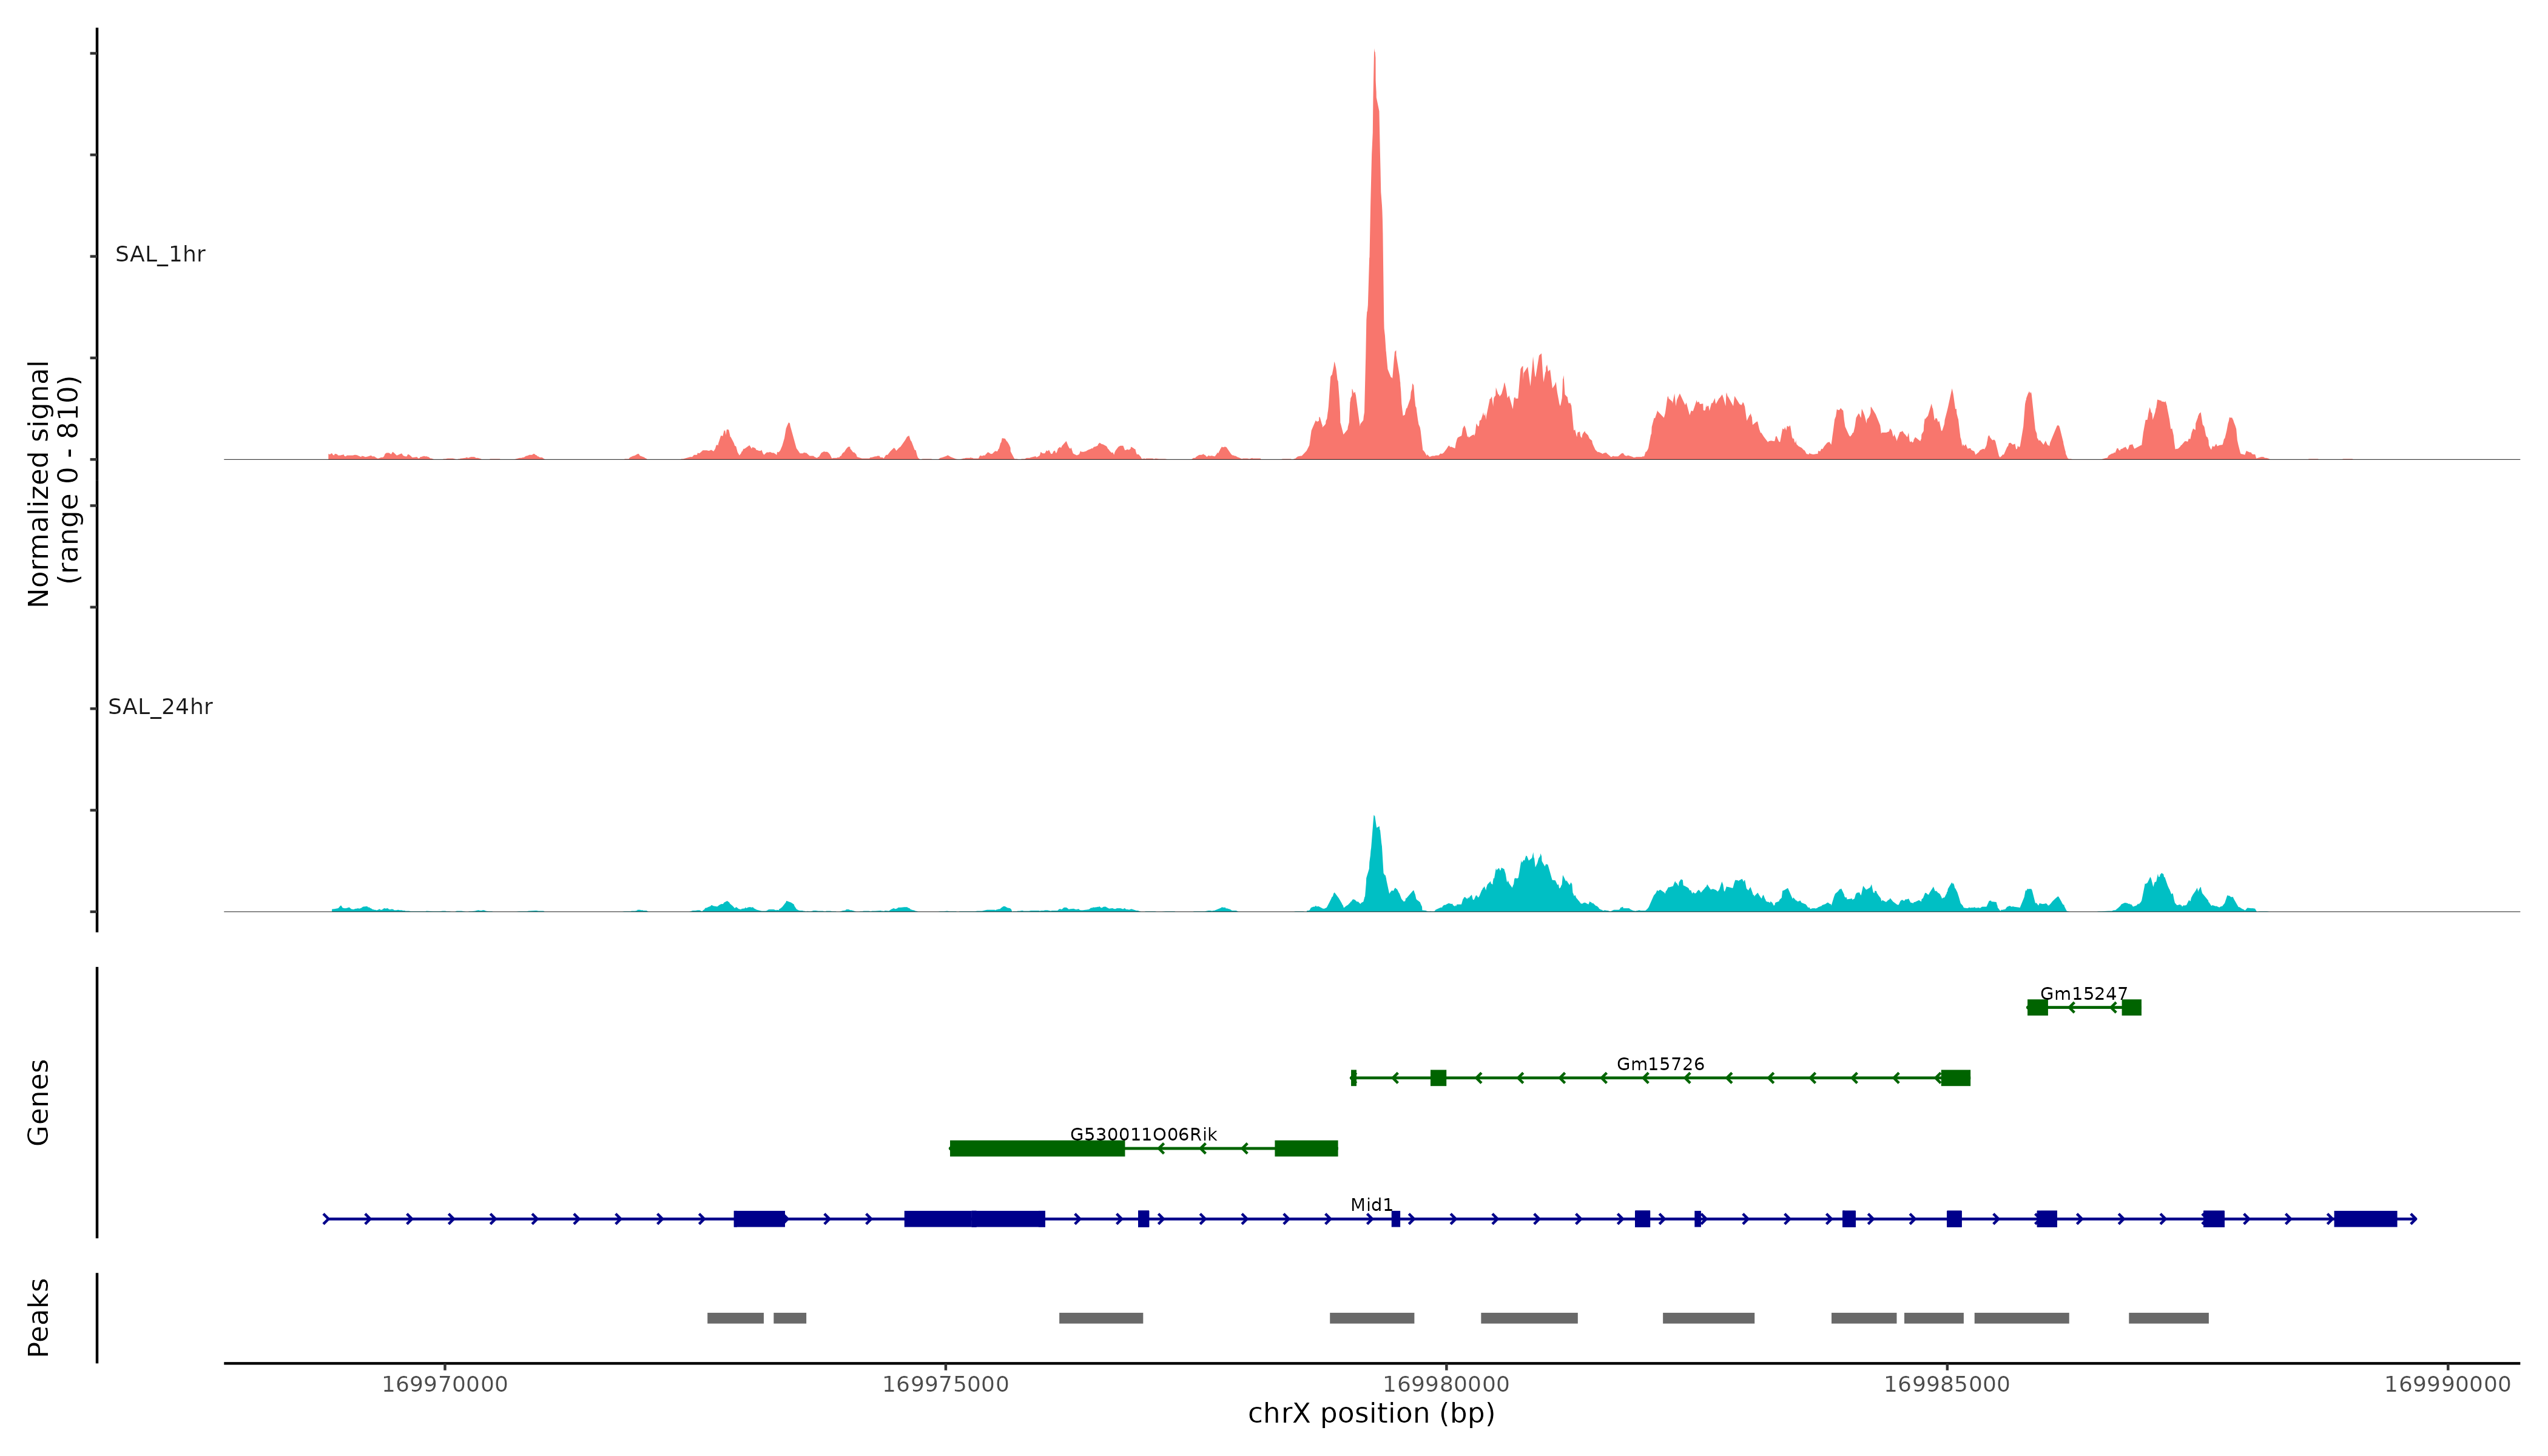 SAL_1hr
Normalized signal
(range 0 - 810)
SAL_24hr
Genes
Gm15247
Gm15726
G530011O06Rik
Mid1
Peaks
169970000 169975000 169980000 169985000 169990000
chrX position (bp)